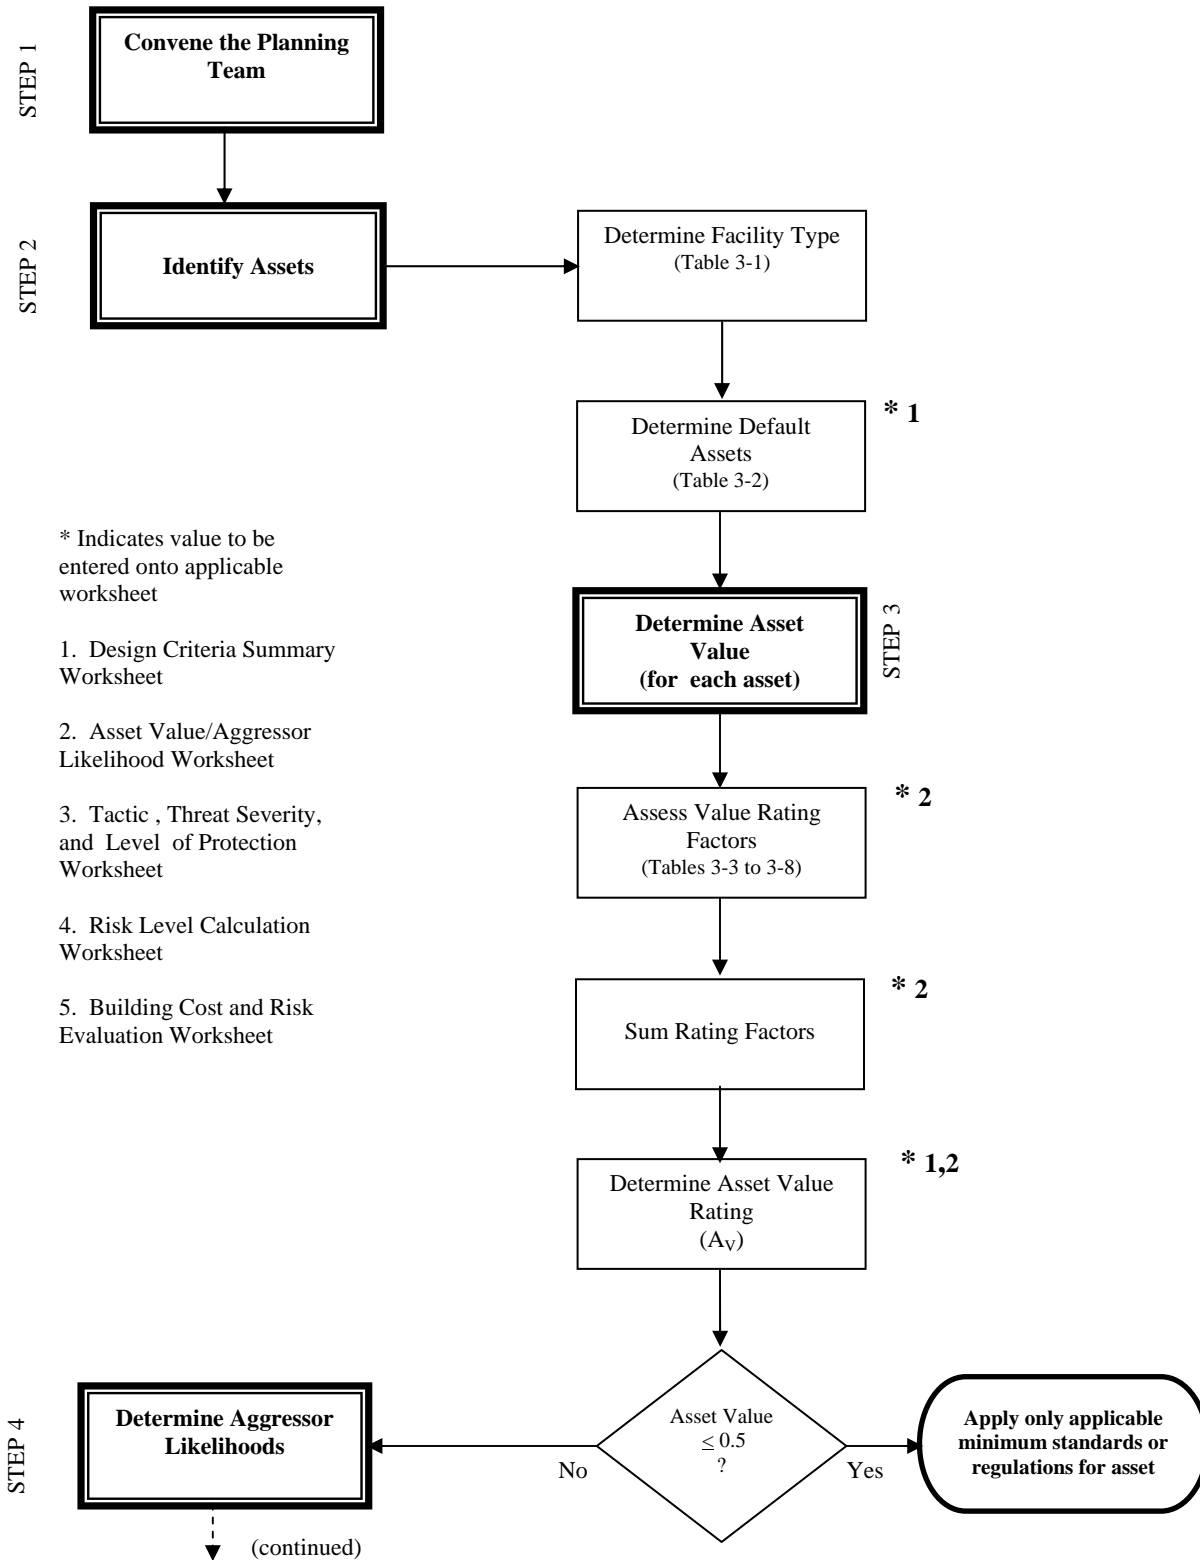 STEP 1
Convene the Planning
Team
STEP 2
Identify Assets
Determine Facility Type
(Table 3-1)
Determine Default
Assets
(Table 3-2)
* 1
* Indicates value to be
entered onto applicable
worksheet
1. Design Criteria Summary
Worksheet
2. Asset Value/Aggressor
Likelihood Worksheet
3. Tactic , Threat Severity,
and Level of Protection
Worksheet
4. Risk Level Calculation
Worksheet
5. Building Cost and Risk
Evaluation Worksheet
Determine Asset
Value
(for each asset)
STEP 3
Assess Value Rating
Factors
(Tables 3-3 to 3-8)
* 2
Sum Rating Factors
* 2
Determine Asset Value
Rating
(AV)
* 1,2
STEP 4
Determine Aggressor
Likelihoods
No
Asset Value
≤ 0.5
?
Yes
Apply only applicable
minimum standards or
regulations for asset
(continued)